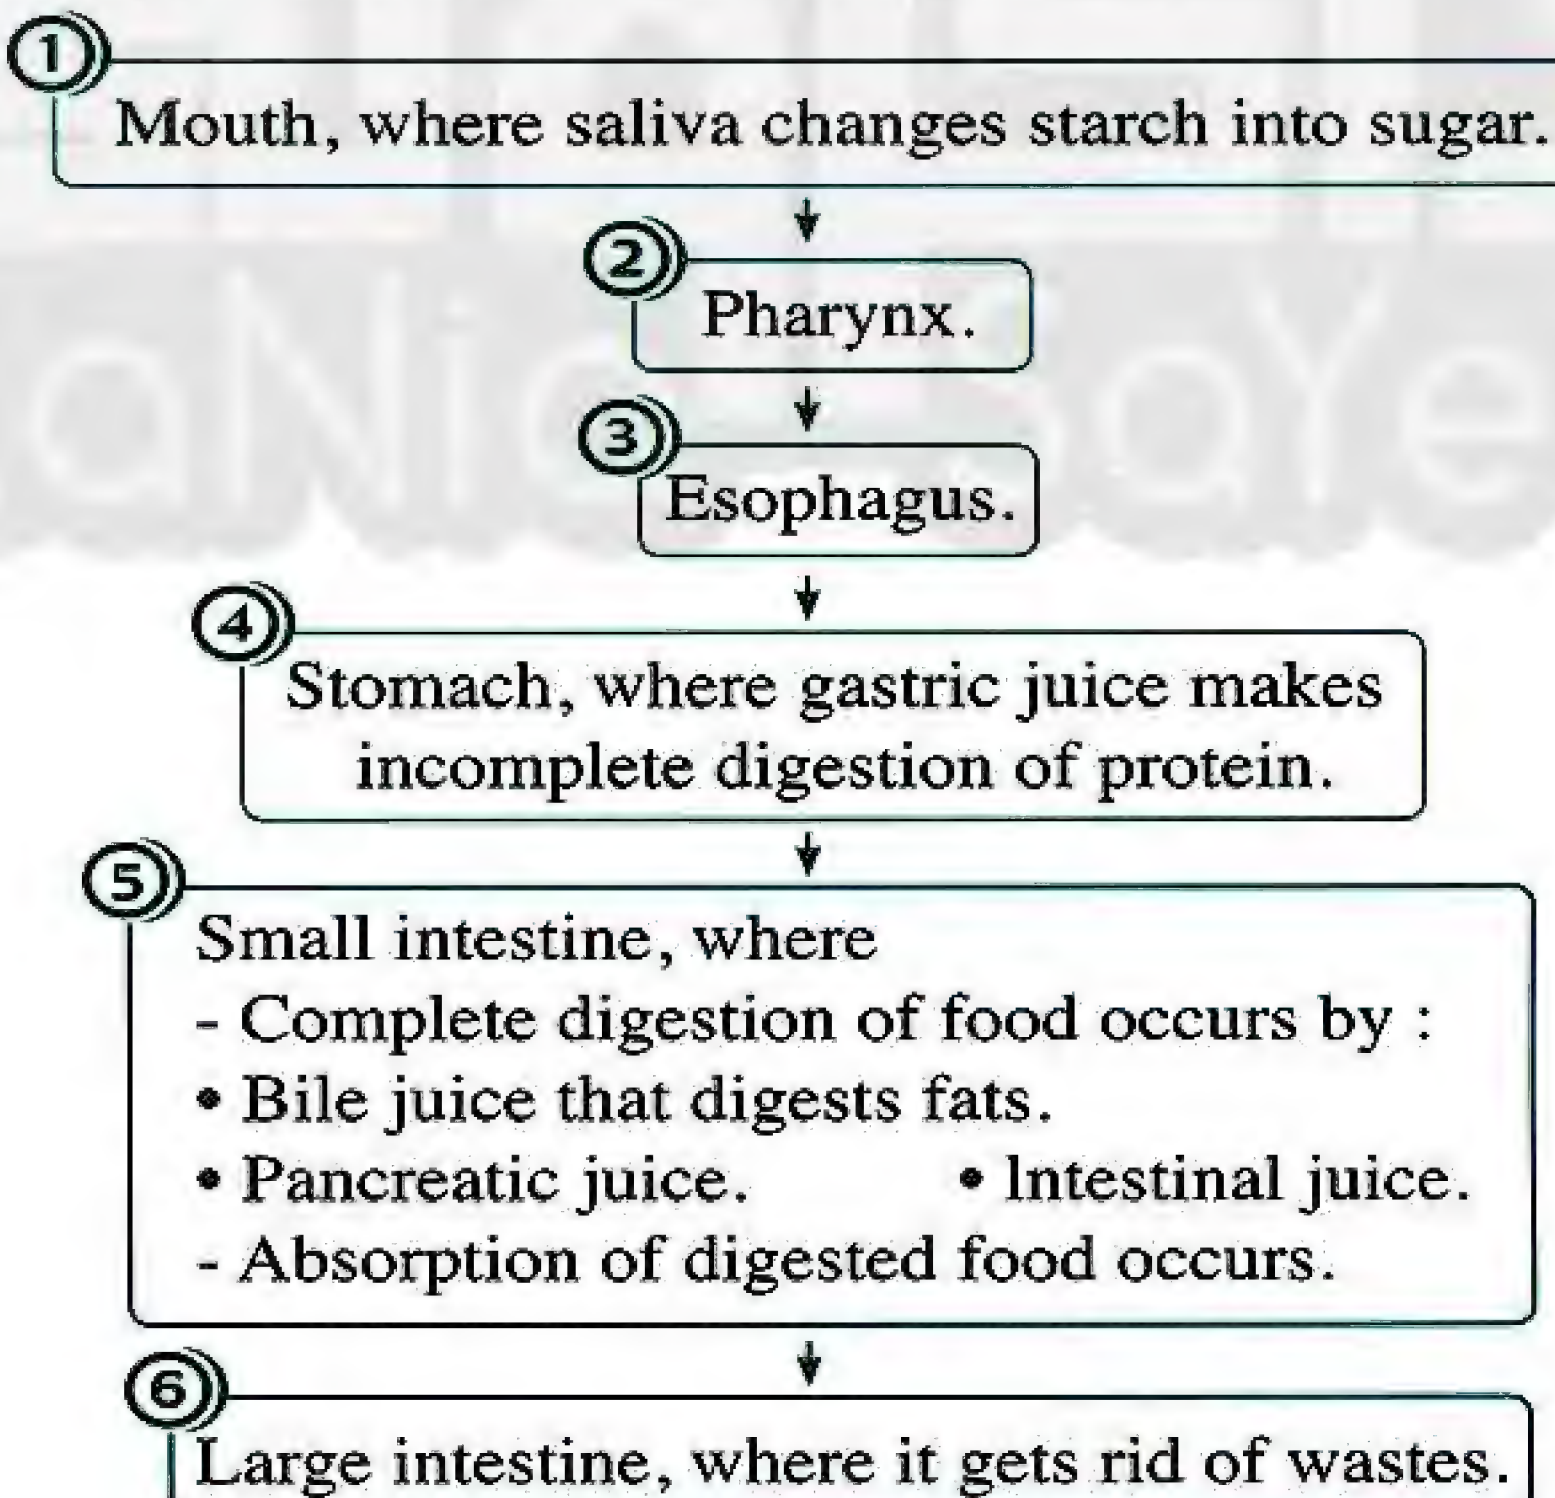 1
Mouth, where saliva changes starch into sugar.
2
Pharynx.
3
Esophagus.
4
Stomach, where gastric juice makes
incomplete digestion of protein.
5
Small intestine, where
- Complete digestion of food occurs by :
• Bile juice that digests fats.
• Pancreatic juice. • Intestinal juice.
- Absorption of digested food occurs.
6
Large intestine, where it gets rid of wastes.